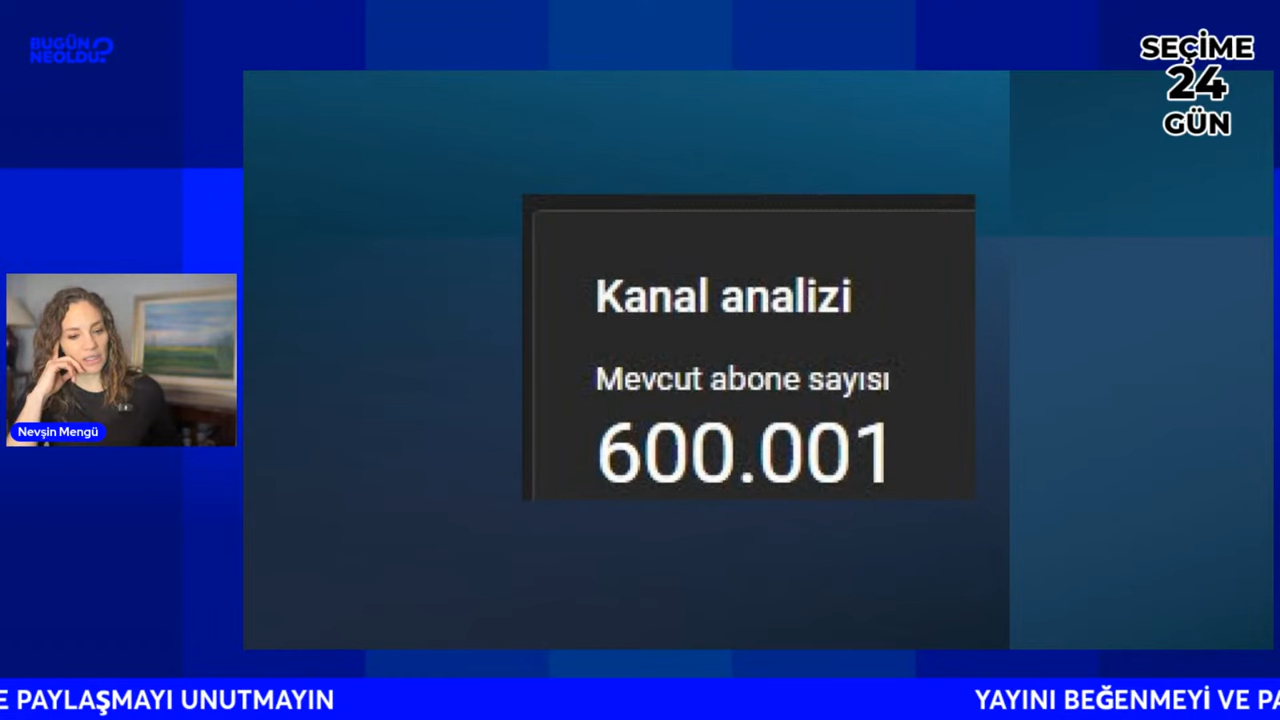 BUGÜN
NEOLDU?
SEÇİME
24
GÜN
Kanal analizi
Mevcut abone sayısı
600.001
Nevşin Mengü
E PAYLAŞMAYI UNUTMAYIN
YAYINI BEĞENMEYİ VE PA